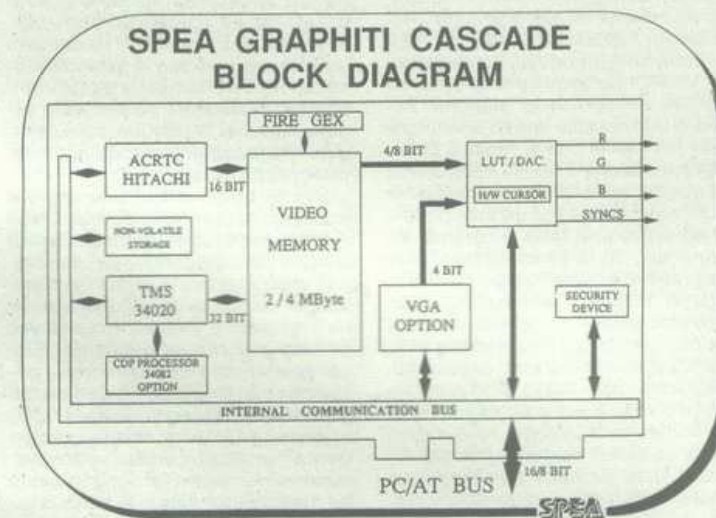 SPEA GRAPHITI CASCADE
BLOCK DIAGRAM
FIRE GEX
ACRTC
HITACHI
16 BIT
4/8 BIT
LUT / DAC.
H/W CURSOR
R
G
B
SYNCS
VIDEO
MEMORY
2 / 4 MByte
NON-VOLATILE
STORAGE
TMS
34020
32 BIT
4 BIT
VGA
OPTION
SECURITY
DEVICE
CDP PROCESSOR
34082
OPTION
INTERNAL COMMUNICATION BUS
16/8 BIT
PC/AT BUS
SPEA